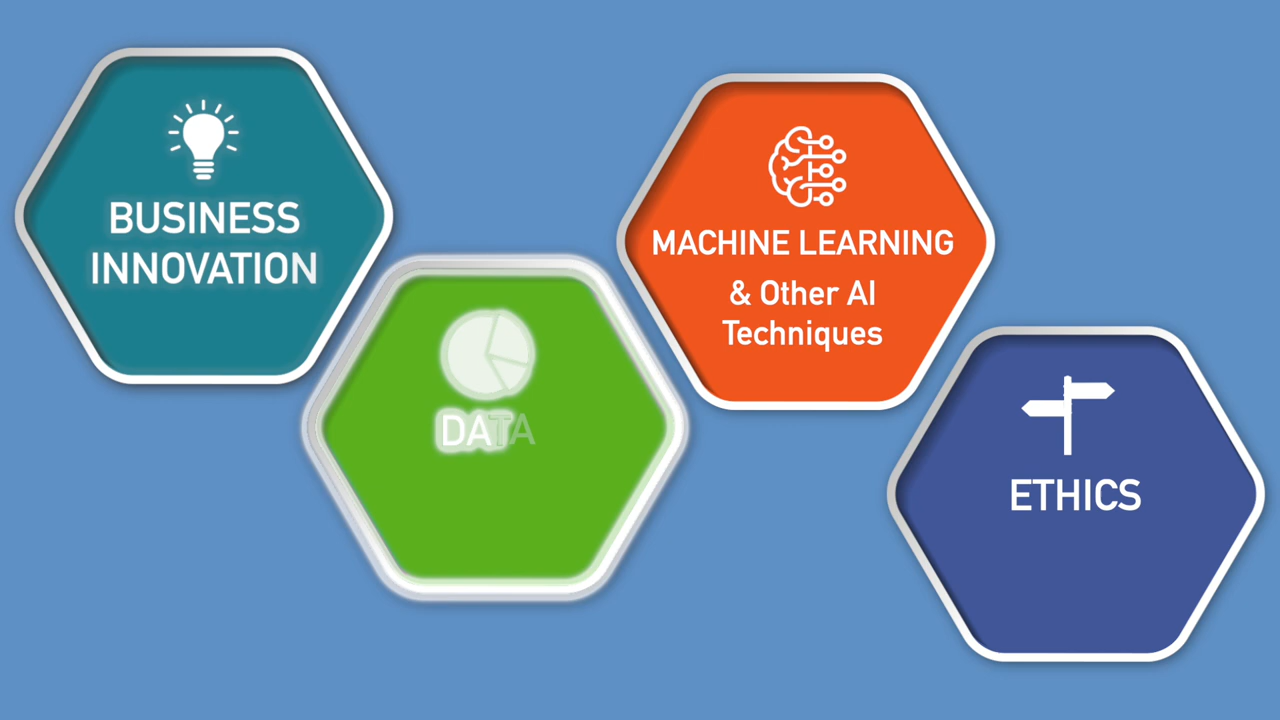 BUSINESS
INNOVATION
DATA
MACHINE LEARNING
& Other AI
Techniques
ETHICS